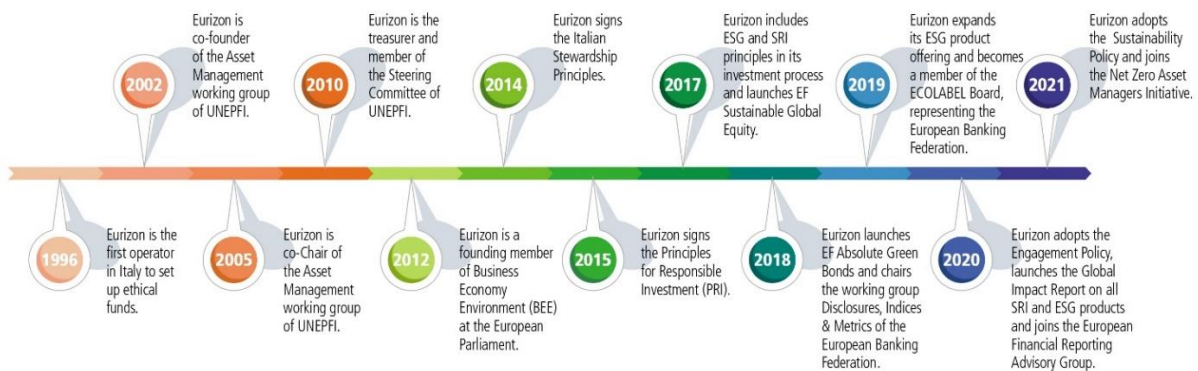 2002
Eurizon is
co-founder
of the Asset
Management
working group
of UNEPFI.
2010
Eurizon is the
treasurer and
member of
the Steering
Committee of
UNEPFI.
2014
Eurizon signs
the Italian
Stewardship
Principles.
2017
Eurizon includes
ESG and SRI
principles in its
investment process
and launches EF
Sustainable Global
Equity.
2019
Eurizon expands
its ESG product
offering and becomes
a member of the
ECOLABEL Board,
representing the
European Banking
Federation.
2021
Eurizon adopts
the Sustainability
Policy and joins
the Net Zero Asset
Managers Initiative.
1996
Eurizon is the
first operator
in Italy to set
up ethical
funds.
2005
Eurizon is
co-Chair of
the Asset
Management
working group
of UNEPFI.
2012
Eurizon is a
founding member
of Business
Economy
Environment (BEE)
at the European
Parliament.
2015
Eurizon signs
the Principles
for Responsible
Investment (PRI).
2018
Eurizon launches
EF Absolute Green
Bonds and chairs
the working group
Disclosures, Indices
& Metrics of the
European Banking
Federation.
2020
Eurizon adopts the
Engagement Policy,
launches the Global
Impact Report on all
SRI and ESG products
and joins the European
Financial Reporting
Advisory Group.